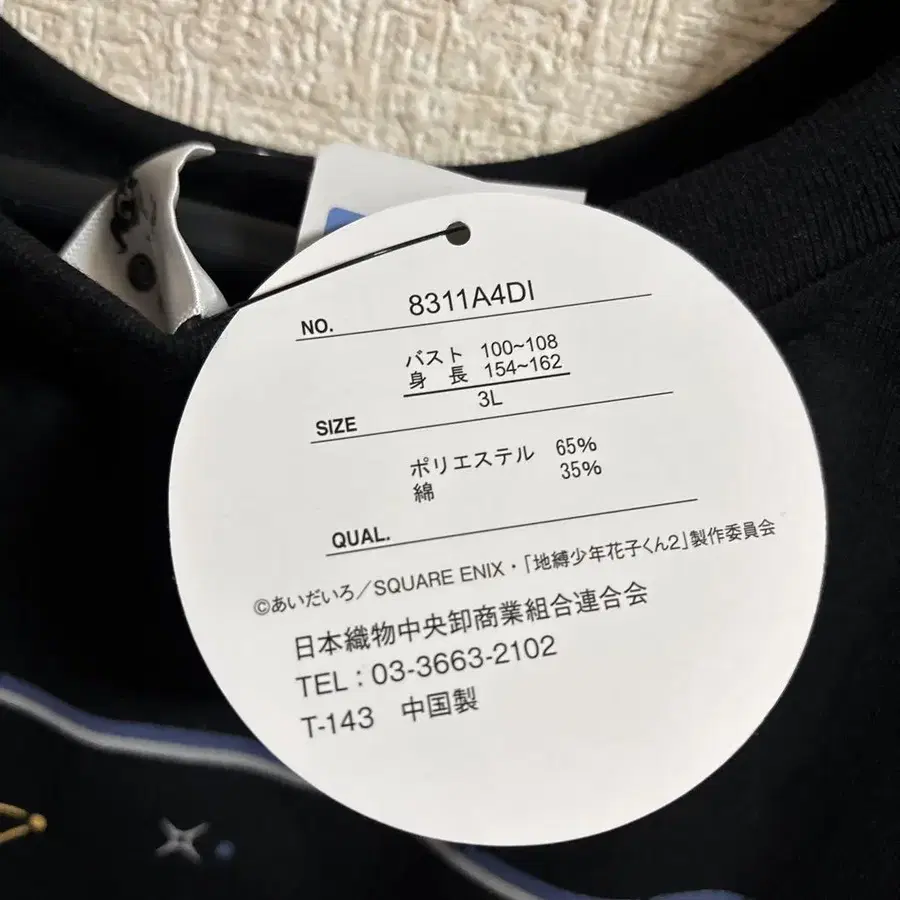 NO. 8311A4DI
バスト 100~108
身長 154~162
SIZE 3L
ポリエステル 65%
綿 35%
QUAL.
©あいだいろ/SQUARE ENIX・「地縛少年花子くん2」製作委員会
日本織物中央卸商業組合連合会
TEL:03-3663-2102
T-143 中国製